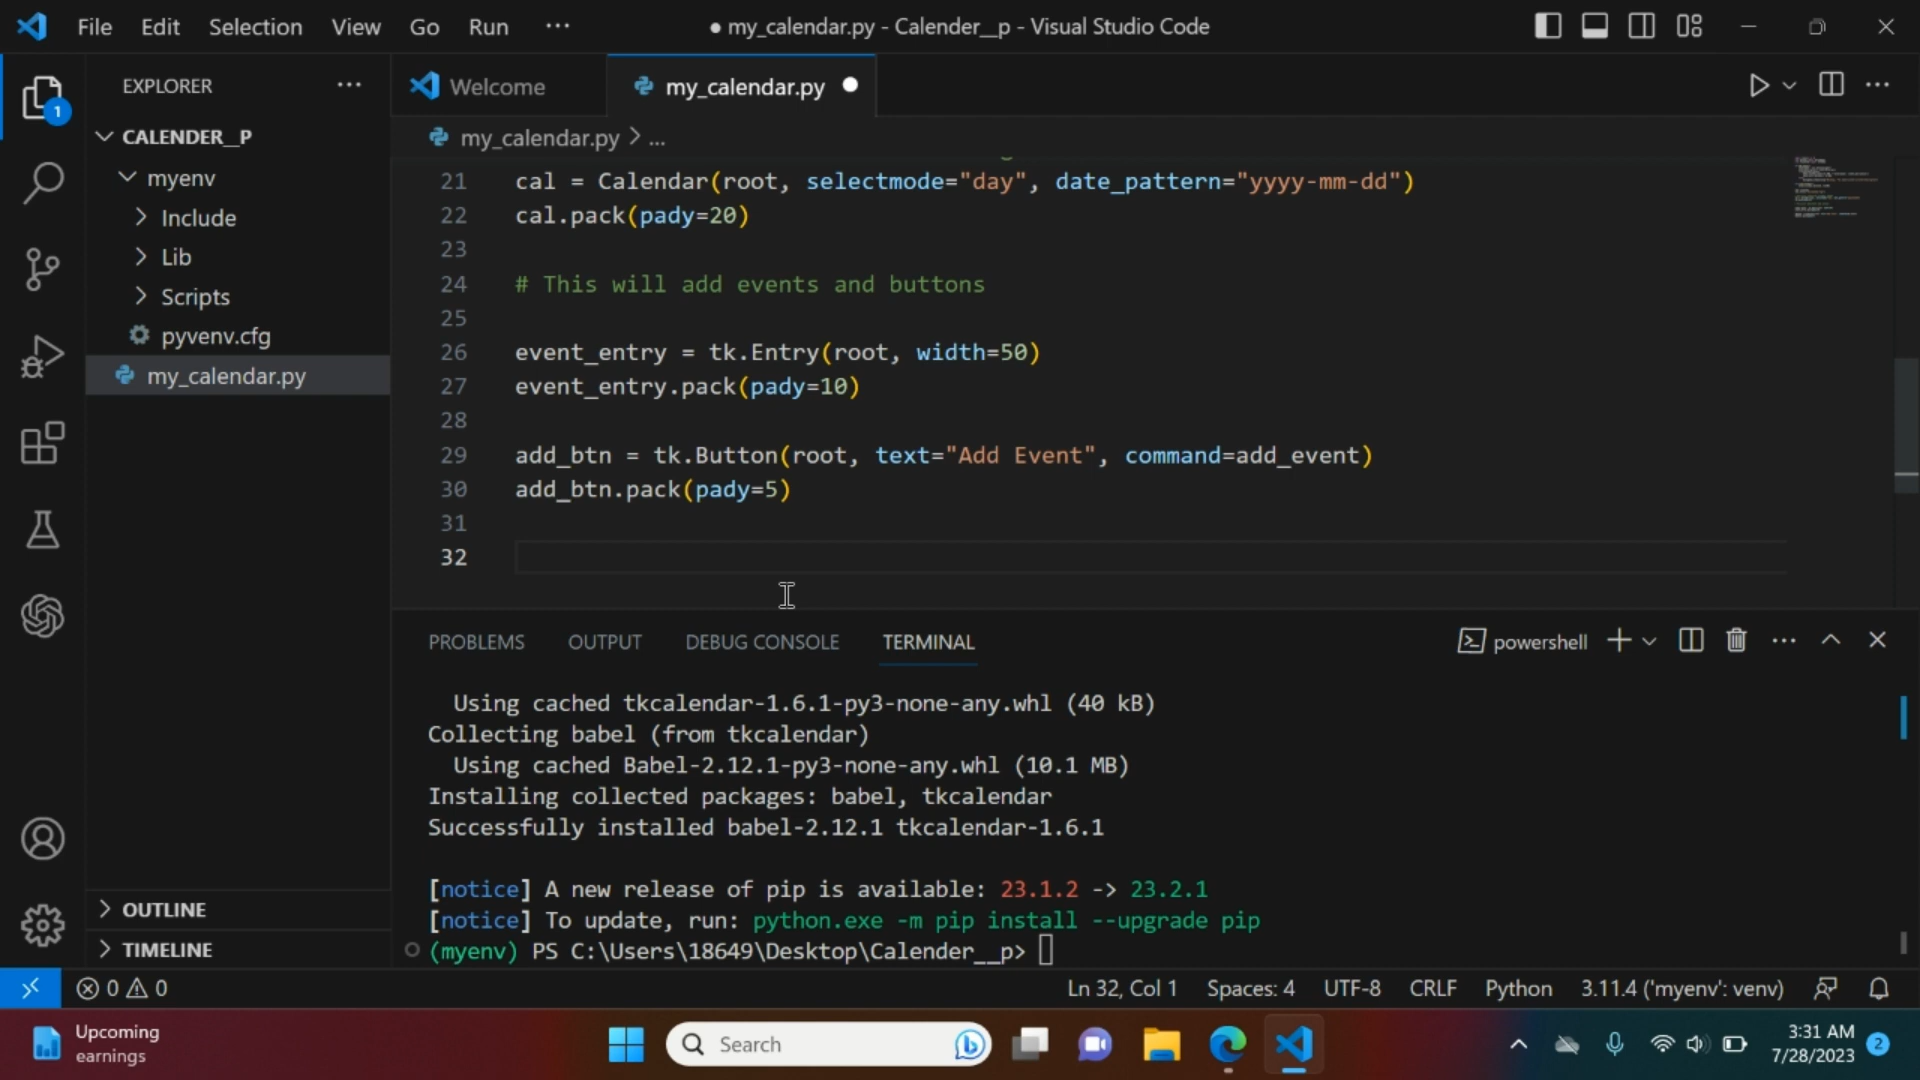 File Edit Selection View Go Run ··· ● my_calendar.py - Calender__p - Visual Studio Code
EXPLORER ···
CALENDER__P
myenv
Include
Lib
Scripts
pyvenv.cfg
my_calendar.py
OUTLINE
TIMELINE
1
Welcome my_calendar.py
my_calendar.py > ...
21 cal = Calendar(root, selectmode="day", date_pattern="yyyy-mm-dd")
22 cal.pack(pady=20)
23
24 # This will add events and buttons
25
26 event_entry = tk.Entry(root, width=50)
27 event_entry.pack(pady=10)
28
29 add_btn = tk.Button(root, text="Add Event", command=add_event)
30 add_btn.pack(pady=5)
31
32
PROBLEMS OUTPUT DEBUG CONSOLE TERMINAL powershell
Using cached tkcalendar-1.6.1-py3-none-any.whl (40 kB)
Collecting babel (from tkcalendar)
Using cached Babel-2.12.1-py3-none-any.whl (10.1 MB)
Installing collected packages: babel, tkcalendar
Successfully installed babel-2.12.1 tkcalendar-1.6.1
[notice] A new release of pip is available: 23.1.2 -> 23.2.1
[notice] To update, run: python.exe -m pip install --upgrade pip
(myenv) PS C:\Users\18649\Desktop\Calender__p>
0 0 Ln 32, Col 1 Spaces: 4 UTF-8 CRLF Python 3.11.4 ('myenv': venv)
Upcoming
earnings
Search
3:31 AM
7/28/2023
2